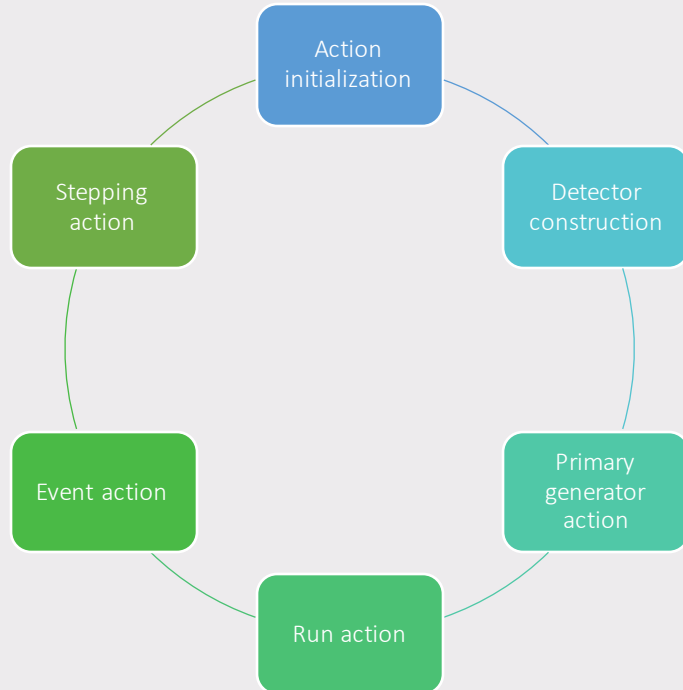 Action
initialization
Detector
construction
Primary
generator
action
Run action
Event action
Stepping
action